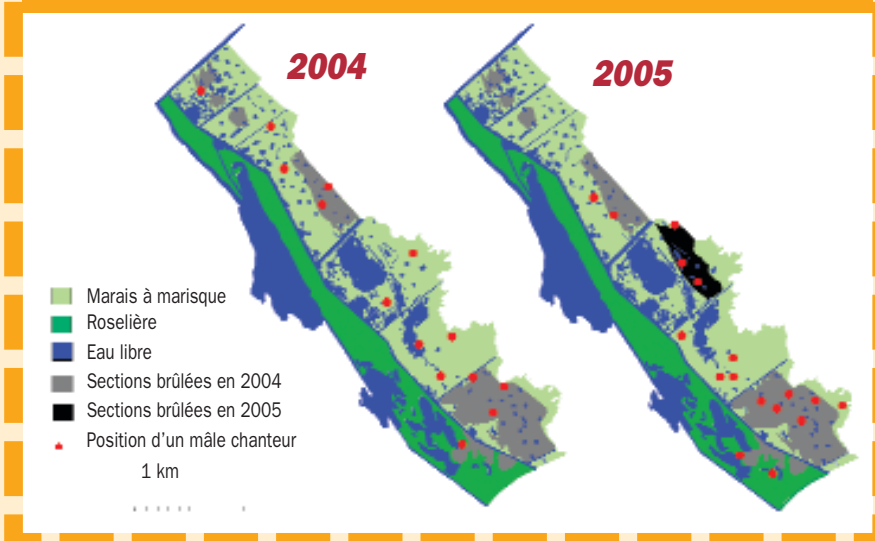 2004
2005
Marais à marisque
Roselière
Eau libre
Sections brûlées en 2004
Sections brûlées en 2005
Position d'un mâle chanteur
1 km